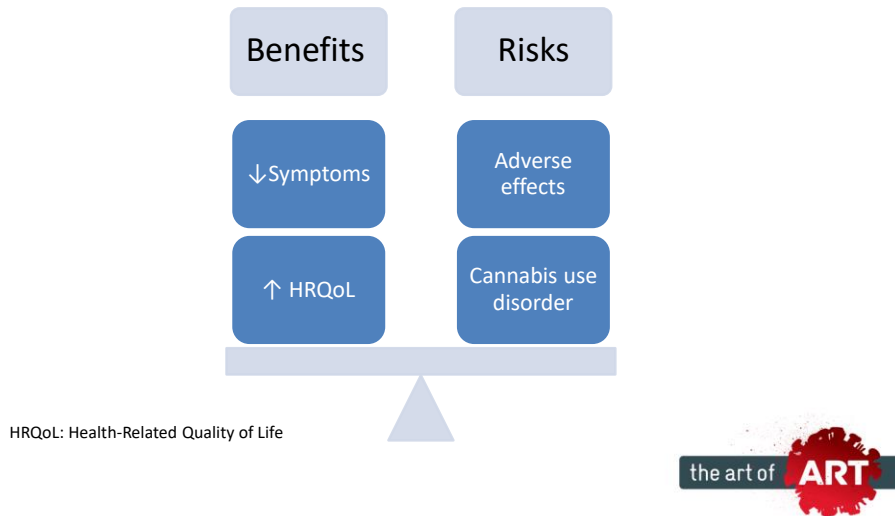 Benefits
Risks
↓Symptoms
Adverse
effects
↑ HRQoL
Cannabis use
disorder
HRQoL: Health-Related Quality of Life
the art of ART